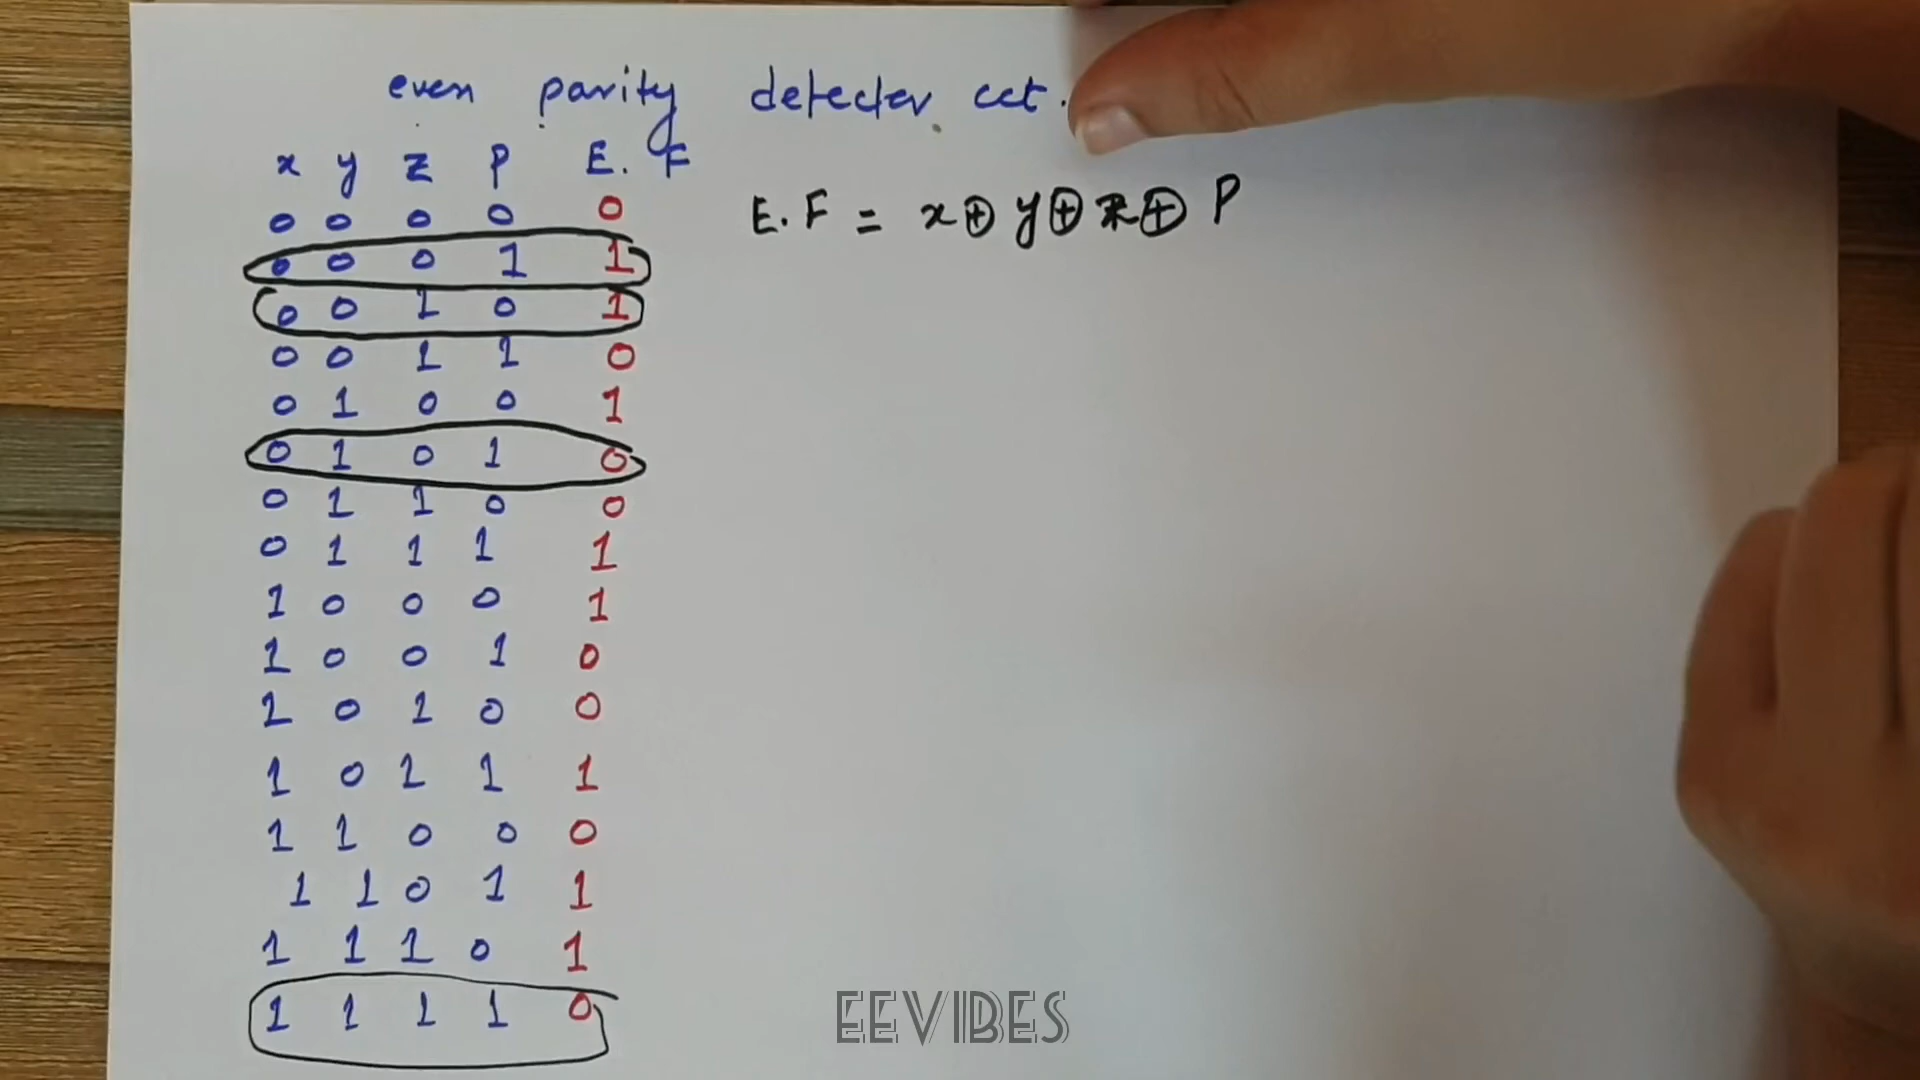 even parity detector cct.
x y z P E.F
E.F = x⊕y⊕z⊕P
0 0 0 0 0
0 0 0 1 1
0 0 1 0 1
0 0 1 1 0
0 1 0 0 1
0 1 0 1 0
0 1 1 0 0
0 1 1 1 1
1 0 0 0 1
1 0 0 1 0
1 0 1 0 0
1 0 1 1 1
1 1 0 0 0
1 1 0 1 1
1 1 1 0 1
1 1 1 1 0
EEVIBES